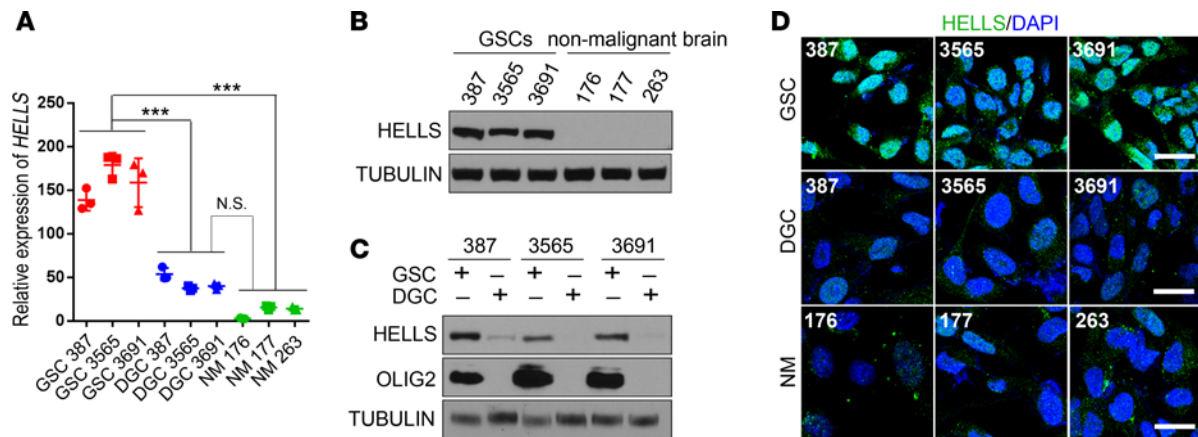 A
Relative expression of HELLS
250
200
150
100
50
0
***
***
N.S.
GSC 387
GSC 3565
GSC 3691
DGC 387
DGC 3565
DGC 3691
NM 176
NM 177
NM 263
B
GSCs non-malignant brain
387 3565 3691 176 177 263
HELLS
TUBULIN
C
387 3565 3691
GSC + – + – + –
DGC – + – + – +
HELLS
OLIG2
TUBULIN
D
HELLS/DAPI
GSC
387 3565 3691
DGC
387 3565 3691
NM
176 177 263